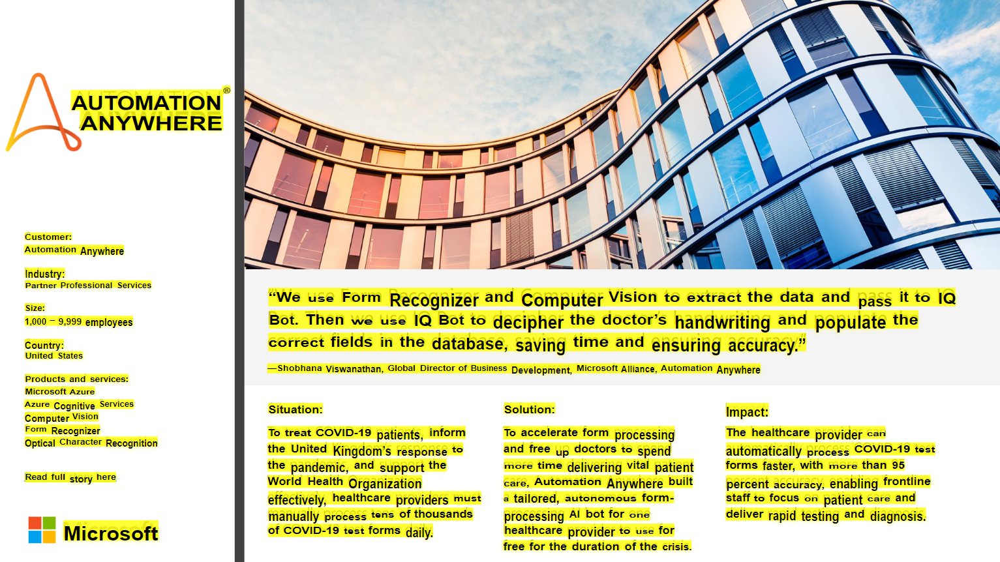 AUTOMATION®
ANYWHERE
Customer:
Automation Anywhere
Industry:
Partner Professional Services
Size:
1,000 – 9,999 employees
Country:
United States
Products and services:
Microsoft Azure
Azure Cognitive Services
Computer Vision
Form Recognizer
Optical Character Recognition
Read full story here
Microsoft
“We use Form Recognizer and Computer Vision to extract the data and pass it to IQ
Bot. Then we use IQ Bot to decipher the doctor’s handwriting and populate the
correct fields in the database, saving time and ensuring accuracy.”
—Shobhana Viswanathan, Global Director of Business Development, Microsoft Alliance, Automation Anywhere
Situation:
To treat COVID-19 patients, inform
the United Kingdom’s response to
the pandemic, and support the
World Health Organization
effectively, healthcare providers must
manually process tens of thousands
of COVID-19 test forms daily.
Solution:
To accelerate form processing
and free up doctors to spend
more time delivering vital patient
care, Automation Anywhere built
a tailored, autonomous form-
processing AI bot for one
healthcare provider to use for
free for the duration of the crisis.
Impact:
The healthcare provider can
automatically process COVID-19 test
forms faster, with more than 95
percent accuracy, enabling frontline
staff to focus on patient care and
deliver rapid testing and diagnosis.